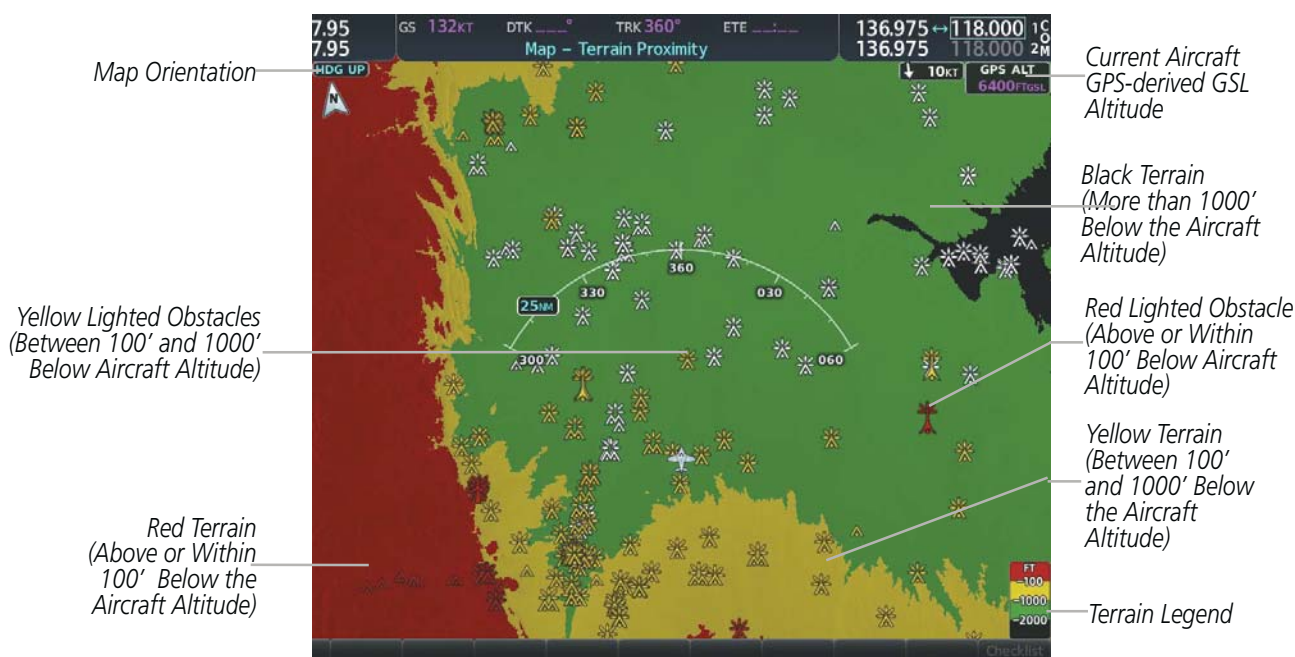 7.95
7.95
GS 132KT DTK ___° TRK 360° ETE __:__
Map – Terrain Proximity
136.975 ↔ 118.000 1
136.975 118.000 2
COM
HDG UP
N
↓ 10KT
GPS ALT
6400FTGSL
Map Orientation
Current Aircraft
GPS-derived GSL
Altitude
Black Terrain
(More than 1000’
Below the Aircraft
Altitude)
360
330
030
25NM
300
060
Yellow Lighted Obstacles
(Between 100’ and 1000’
Below Aircraft Altitude)
Red Lighted Obstacle
(Above or Within
100’ Below Aircraft
Altitude)
Yellow Terrain
(Between 100’
and 1000’ Below
the Aircraft
Altitude)
Red Terrain
(Above or Within
100’ Below the
Aircraft Altitude)
FT
-100
-1000
-2000
Terrain Legend
Checklist